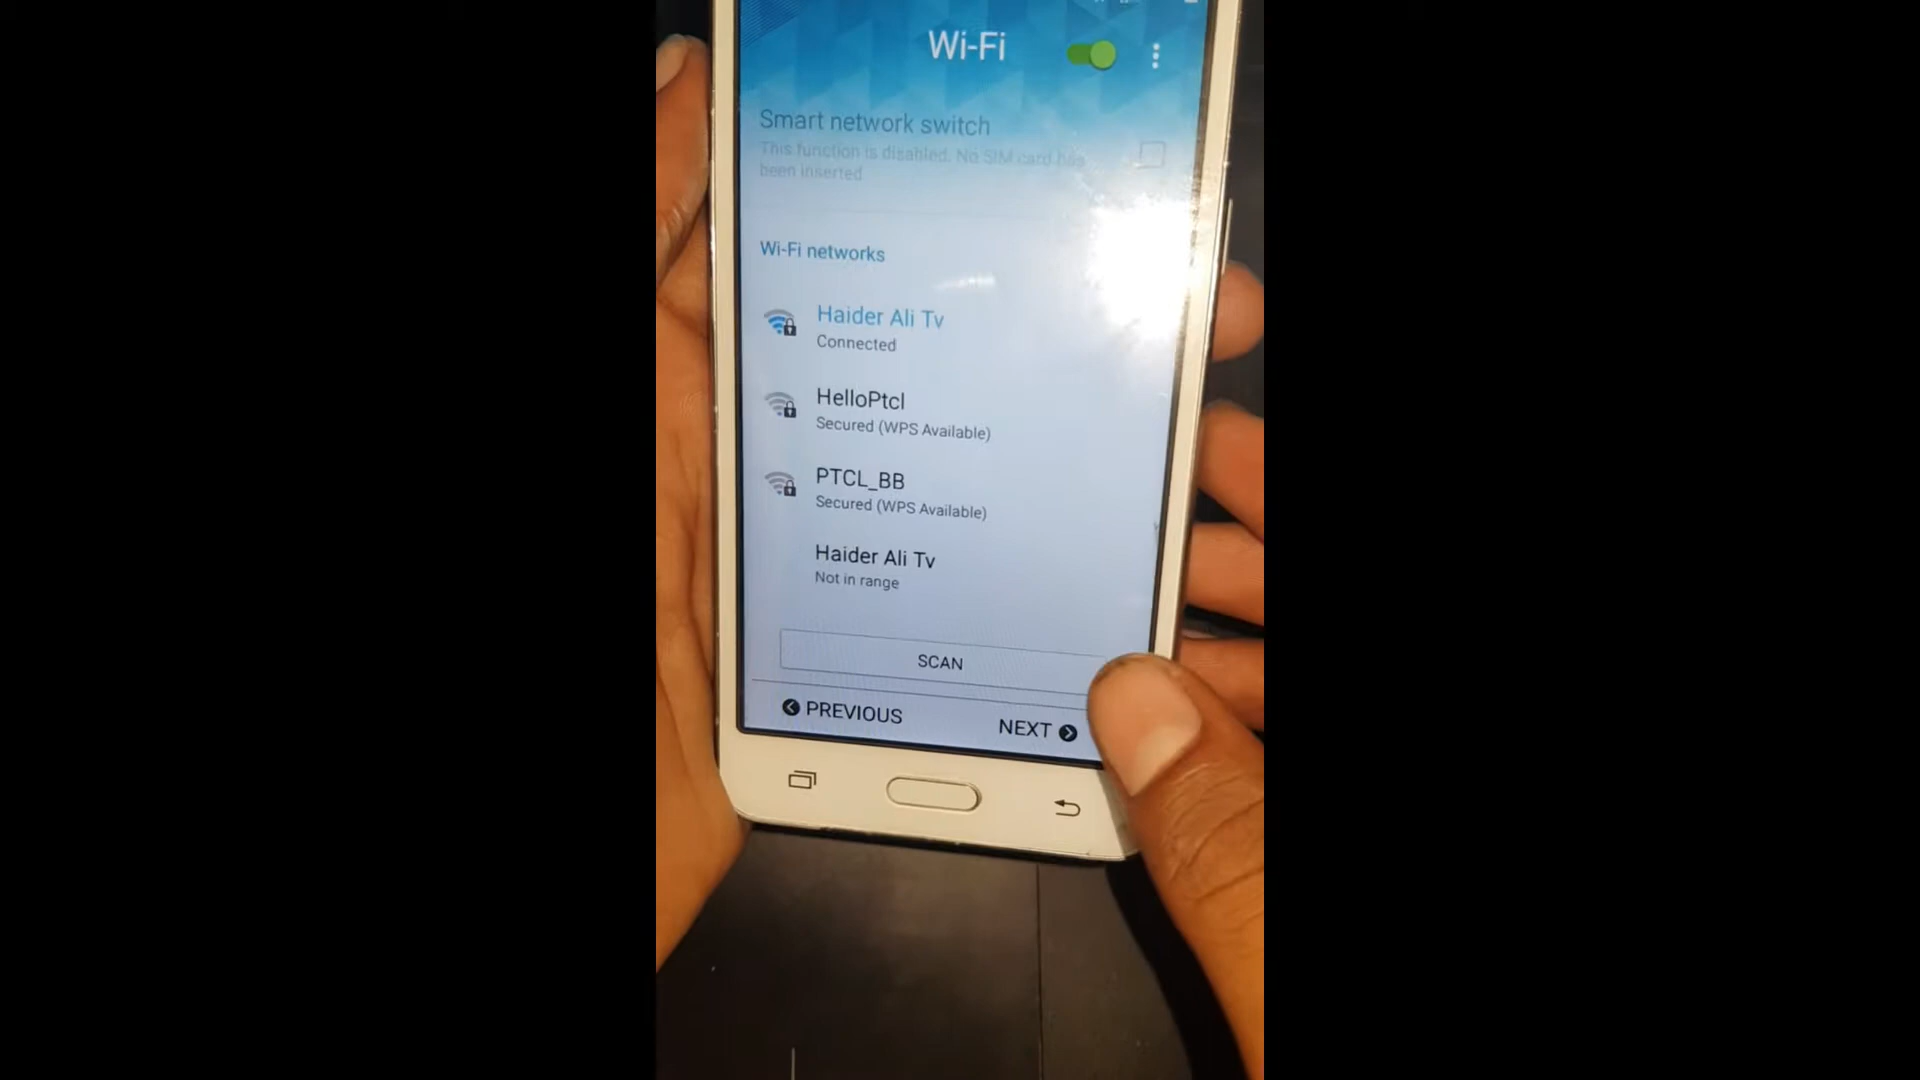 Wi-Fi
Smart network switch
This function is disabled. No SIM card has
been inserted
Wi-Fi networks
Haider Ali Tv
Connected
HelloPtcl
Secured (WPS Available)
PTCL_BB
Secured (WPS Available)
Haider Ali Tv
Not in range
SCAN
PREVIOUS
NEXT